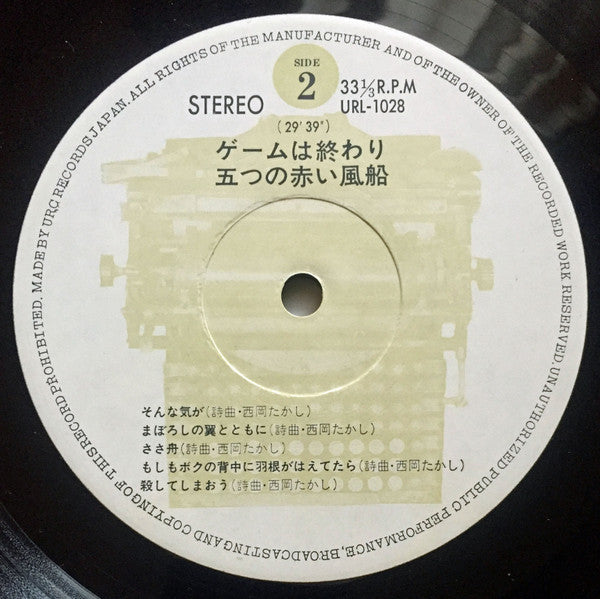 SIDE
2
STEREO
33⅓R.P.M
URL-1028
(29'39")
ゲームは終わり
五つの赤い風船
そんな気が(詩曲・西岡たかし)
まぼろしの翼とともに(詩曲・西岡たかし)
ささ舟(詩曲・西岡たかし)
もしもボクの背中に羽根がはえてたら(詩曲・西岡たかし)
殺してしまおう(詩曲・西岡たかし)
MADE BY URC RECORDS JAPAN. ALL RIGHTS OF THE MANUFACTURER AND OF THE OWNER OF THE RECORDED WORK RESERVED. UNAUTHORIZED PUBLIC PERFORMANCE, BROADCASTING AND COPYING OF THIS RECORD PROHIBITED.